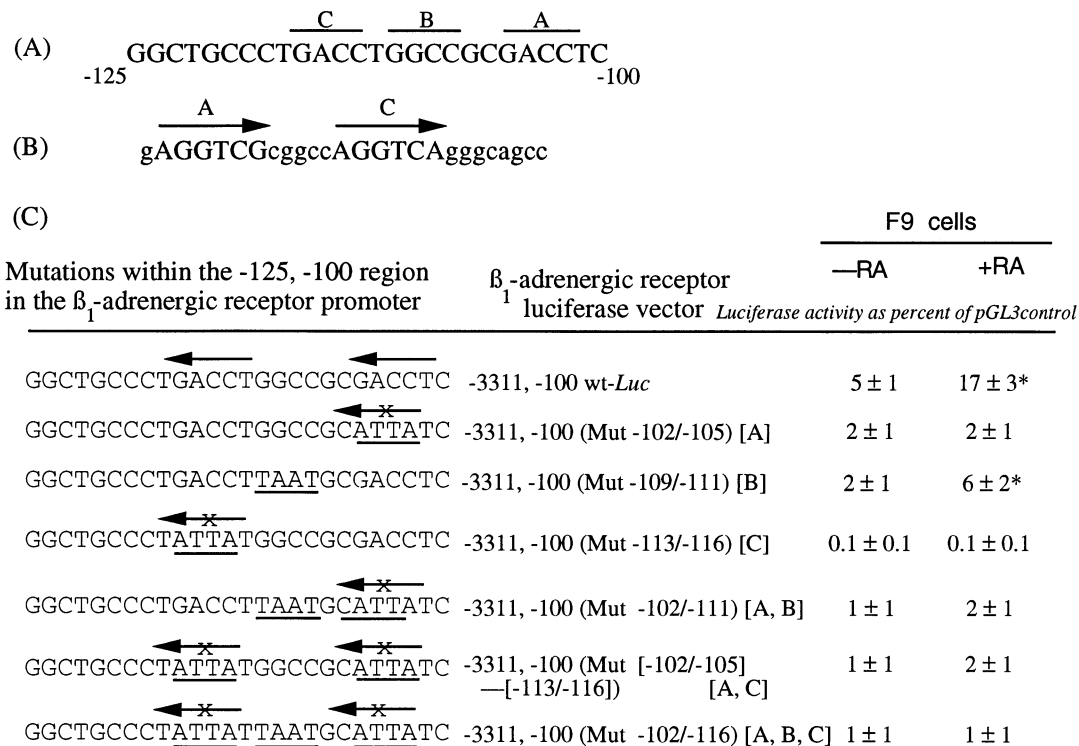 C B A
(A) GGCTGCCCTGACCTGGCCGCGACCTC
-125 -100
A C
(B) gAGGTCGcggccAGGTCAgggcagcc
(C)
F9 cells
Mutations within the -125, -100 region in the ß1-adrenergic receptor promoter
ß1-adrenergic receptor luciferase vector
—RA +RA
Luciferase activity as percent of pGL3control
GGCTGCCCTGACCTGGCCGCGACCTC -3311, -100 wt-Luc 5 ± 1 17 ± 3*
x
GGCTGCCCTGACCTGGCCGCATTATC -3311, -100 (Mut -102/-105) [A] 2 ± 1 2 ± 1
GGCTGCCCTGACCTTAATGCGACCTC -3311, -100 (Mut -109/-111) [B] 2 ± 1 6 ± 2*
x
GGCTGCCCTATTATGGCCGCGACCTC -3311, -100 (Mut -113/-116) [C] 0.1 ± 0.1 0.1 ± 0.1
x
GGCTGCCCTGACCTTAATGCATTATC -3311, -100 (Mut -102/-111) [A, B] 1 ± 1 2 ± 1
x x
GGCTGCCCTATTATGGCCGCATTATC -3311, -100 (Mut [-102/-105] 1 ± 1 2 ± 1
—[-113/-116]) [A, C]
x x
GGCTGCCCTATTATTAATGCATTATC -3311, -100 (Mut -102/-116) [A, B, C] 1 ± 1 1 ± 1